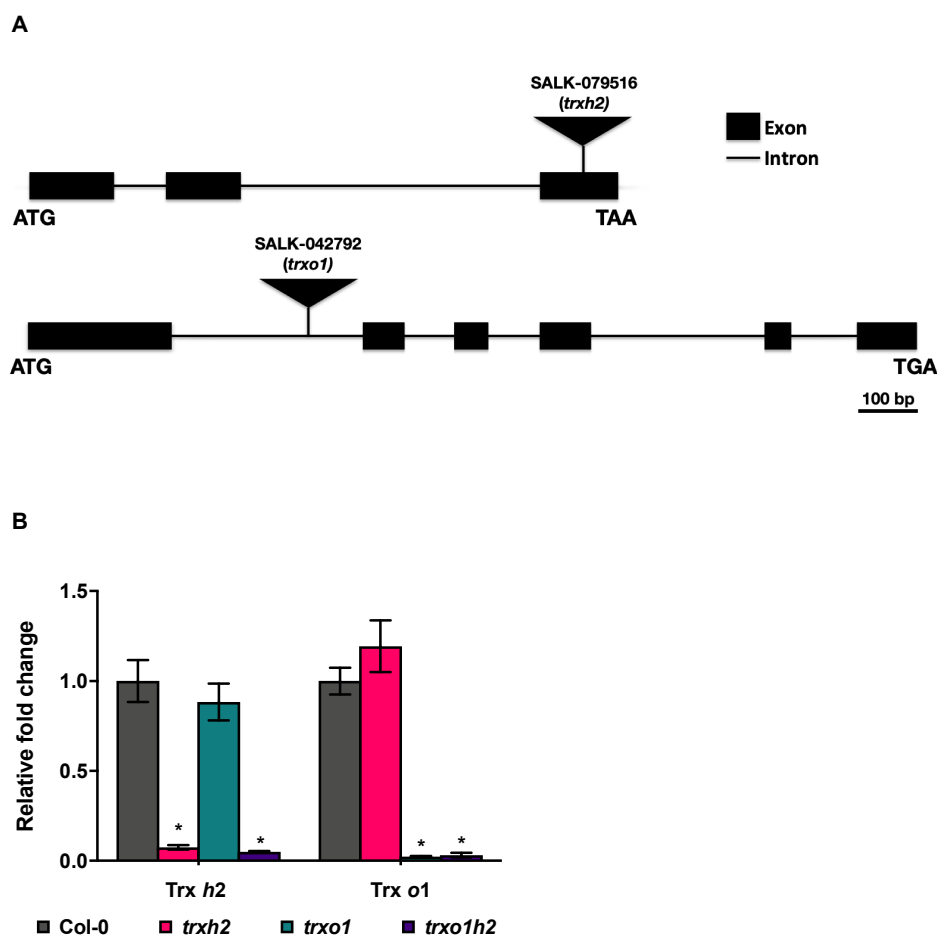 A
SALK-079516
(trxh2)
Exon
Intron
ATG
TAA
SALK-042792
(trxo1)
ATG
TGA
100 bp
B
Relative fold change
1.5
1.0
0.5
0.0
*
*
*
*
Trx h2
Trx o1
Col-0
trxh2
trxo1
trxo1h2